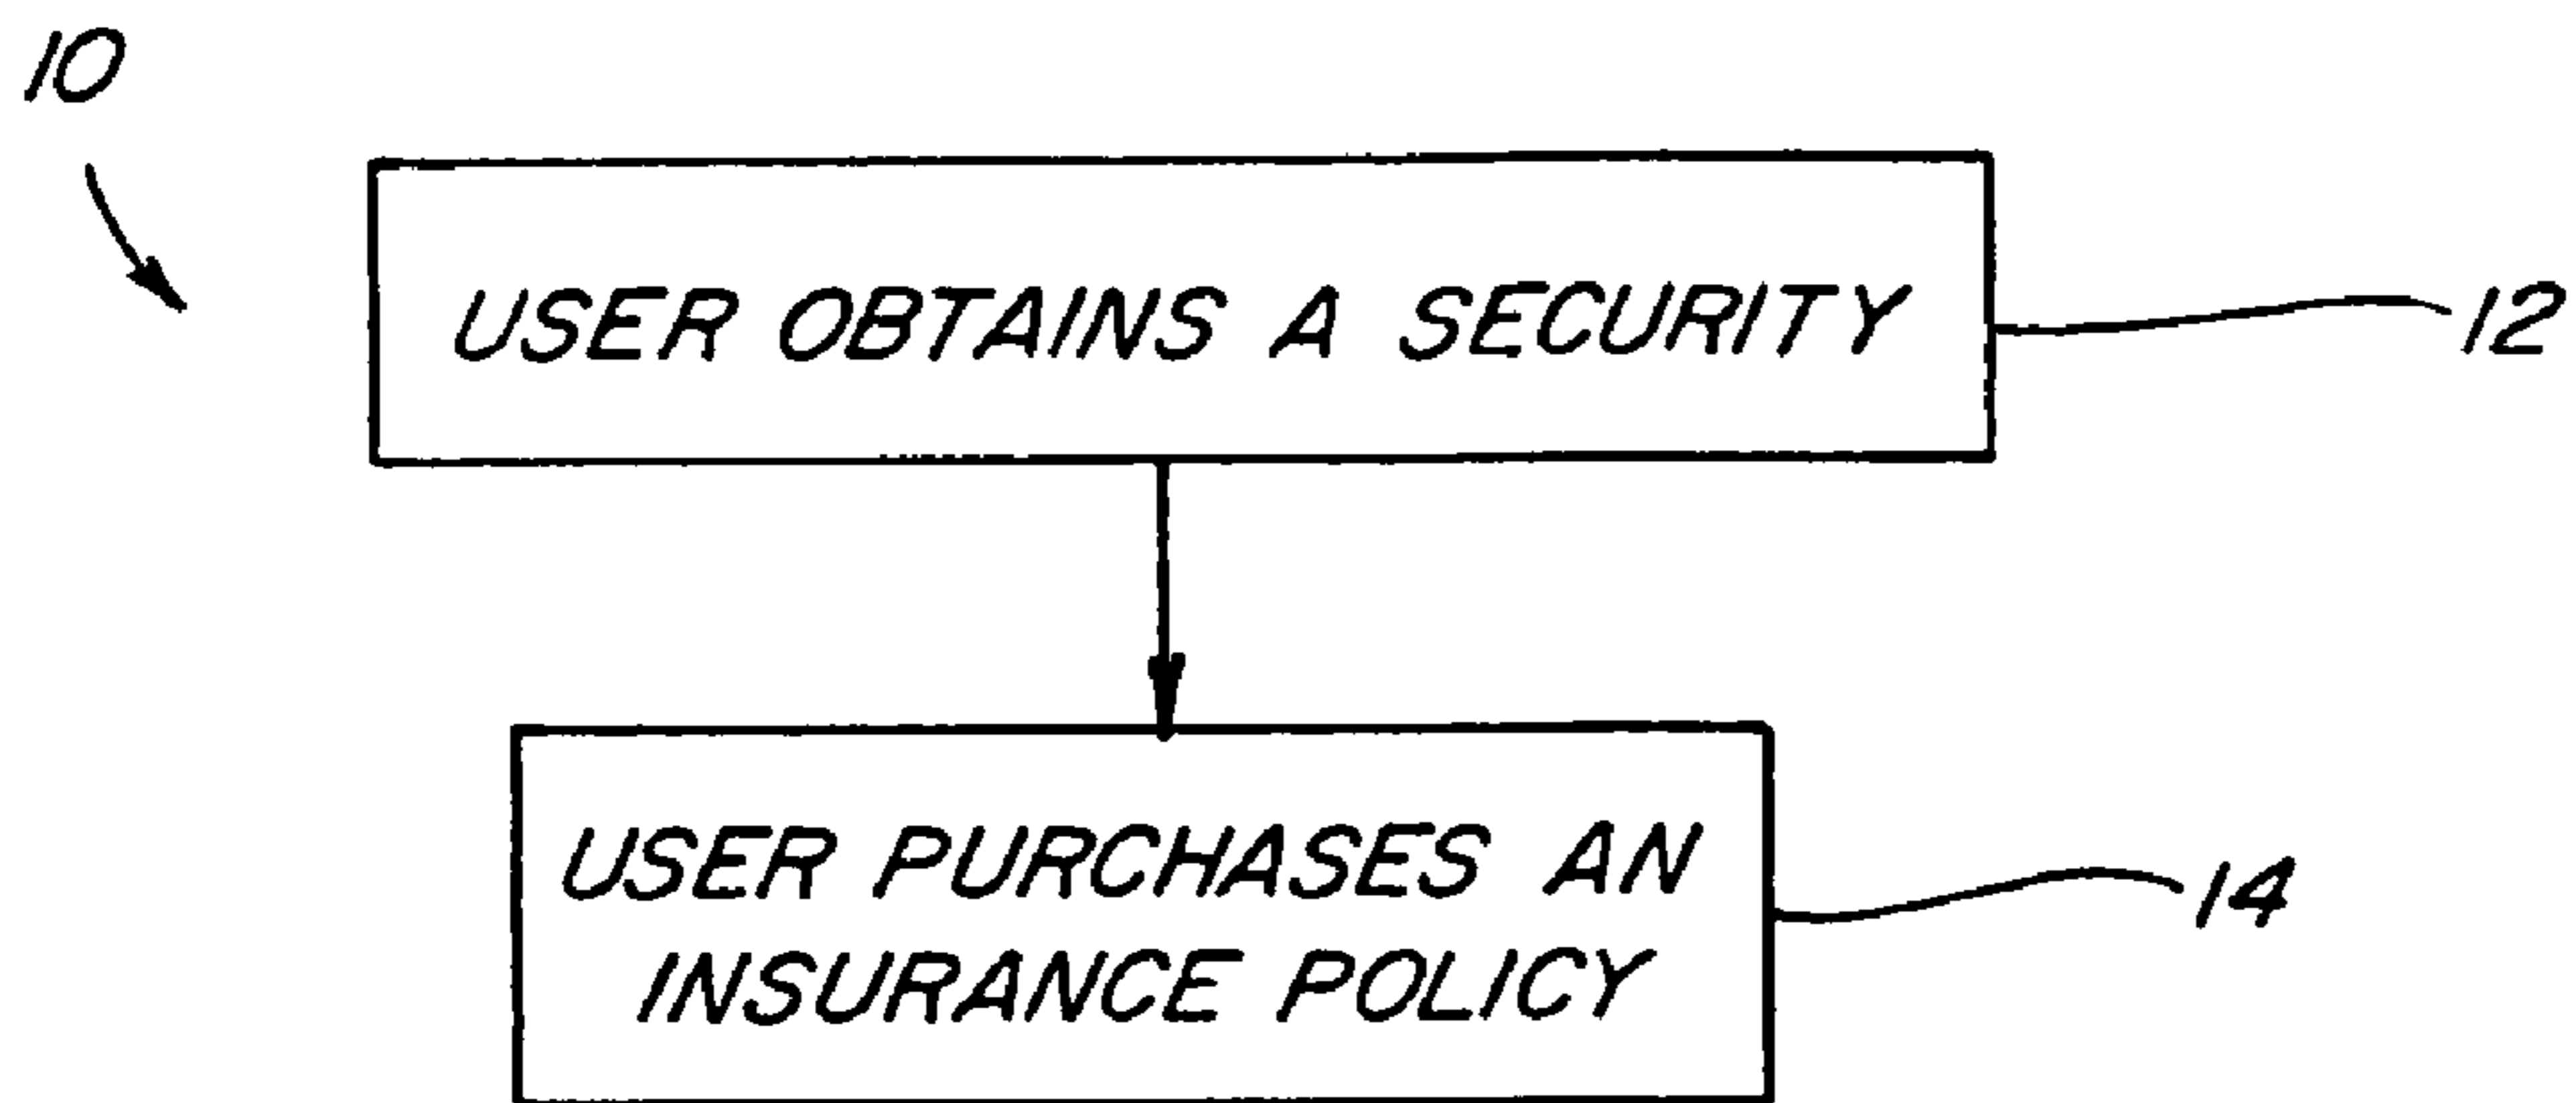 10
USER OBTAINS A SECURITY
12
USER PURCHASES AN
INSURANCE POLICY
14